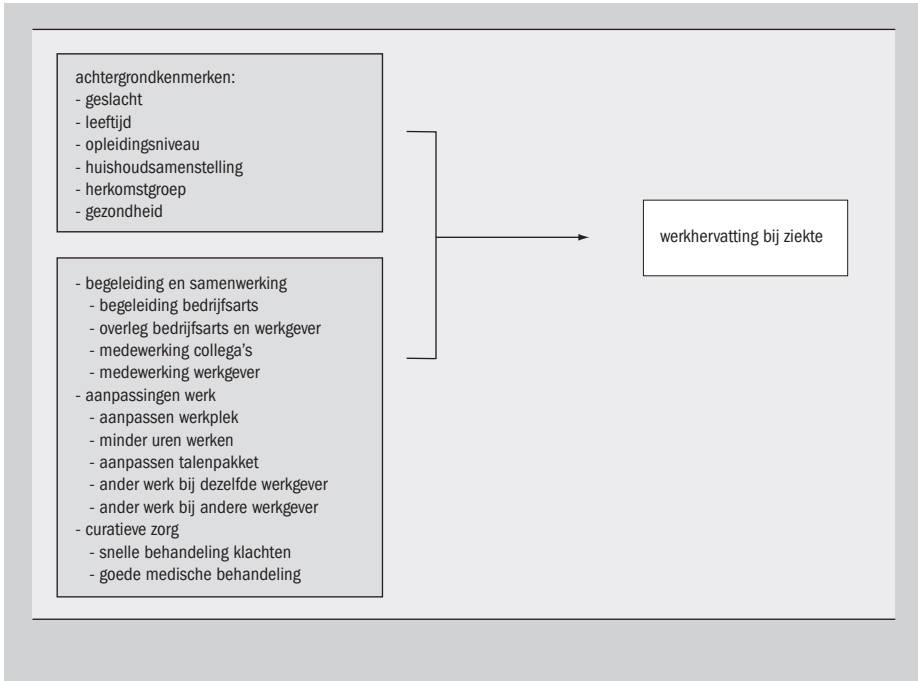 achtergrondkenmerken:
- geslacht
- leeftijd
- opleidingsniveau
- huishoudsamenstelling
- herkomstgroep
- gezondheid
werkhervatting bij ziekte
- begeleiding en samenwerking
- begeleiding bedrijfsarts
- overleg bedrijfsarts en werkgever
- medewerking collega's
- medewerking werkgever
- aanpassingen werk
- aanpassen werkplek
- minder uren werken
- aanpassen talenpakket
- ander werk bij dezelfde werkgever
- ander werk bij andere werkgever
- curatieve zorg
- snelle behandeling klachten
- goede medische behandeling